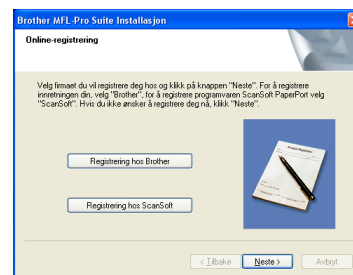 Brother MFL-Pro Suite Installasjon
Online-registrering
Velg firmaet du vil registrere deg hos og klikk på knappen "Neste". For å registrere
innretningen din, velg "Brother", for å registrere programvaren ScanSoft PaperPort velg
"ScanSoft". Hvis du ikke ønsker å registrere deg nå, klikk "Neste".
Registrering hos Brother
Registrering hos ScanSoft
< Tilbake Neste > Avbryt